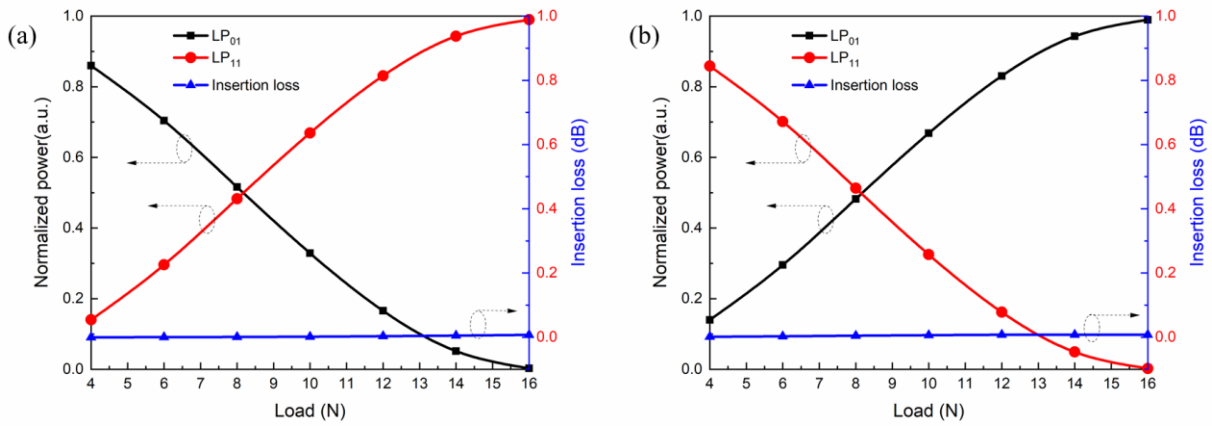 (a)
LP01
LP11
Insertion loss
Normalized power(a.u.)
1.0
0.8
0.6
0.4
0.2
0.0
1.0
0.8
0.6
0.4
0.2
0.0
Insertion loss (dB)
4 5 6 7 8 9 10 11 12 13 14 15 16
Load (N)
(b)
LP01
LP11
Insertion loss
Normalized power(a.u.)
1.0
0.8
0.6
0.4
0.2
0.0
1.0
0.8
0.6
0.4
0.2
0.0
Insertion loss (dB)
4 5 6 7 8 9 10 11 12 13 14 15 16
Load (N)